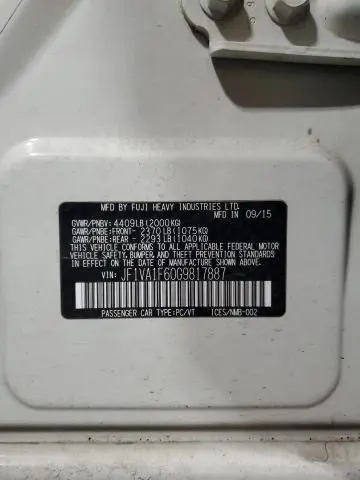 MFD BY FUJI HEAVY INDUSTRIES LTD.
IN 09/15
GVWR/PNBV: 4409LB(2000KG)
GAWR/PNBE:FRONT- 2370LB(1075KG)
GAWR/PNBE:REAR - 2293LB(1040KG)
THIS VEHICLE CONFORMS TO ALL APPLICABLE FEDERAL MOTOR
VEHICLE SAFETY, BUMPER, AND THEFT PREVENTION STANDARDS
IN EFFECT ON THE DATE OF MANUFACTURE SHOWN ABOVE.
VIN: JF1VA1F60G9817887
PASSENGER CAR TYPE:PC/VT ICES/NMB-002